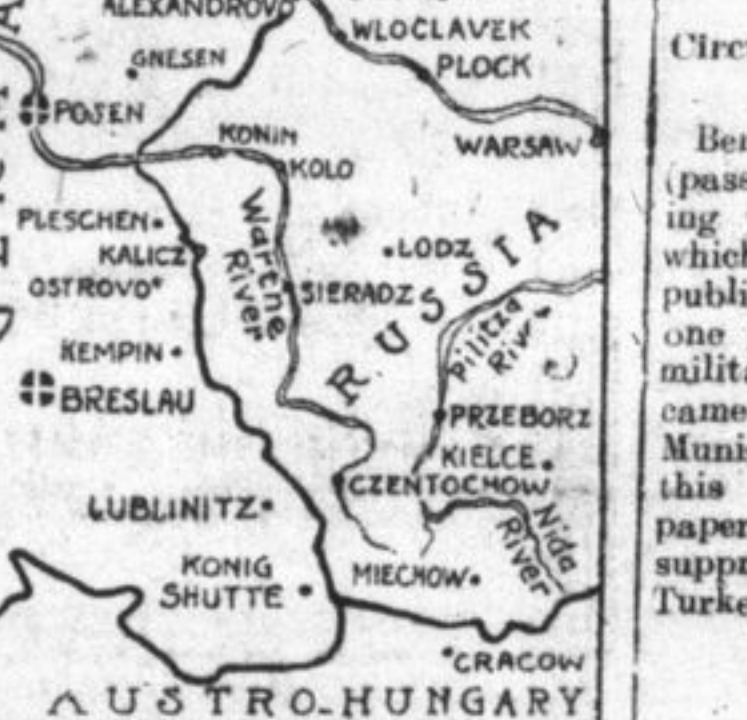 ALEXANDROVO
WLOCLAVEK
GNESEN
PLOCK
POSEN
KONIN
WARSAW
KOLO
PLESCHEN
Warthe
River
LODZ
KALICZ
RUSSIA
OSTROVO
SIERADZ
Pilitza
Riv
KEMPIN
BRESLAU
PRZEBORZ
KIELCE
CZENTOCHOW
LUBLINITZ
Nida
River
KONIG
SHUTTE
MIECHOW
CRACOW
AUSTRO-HUNGARY
Circ
Ber
(pass
ing
which
publi
one
milita
came
Munis
this
paper
suppr
Turke